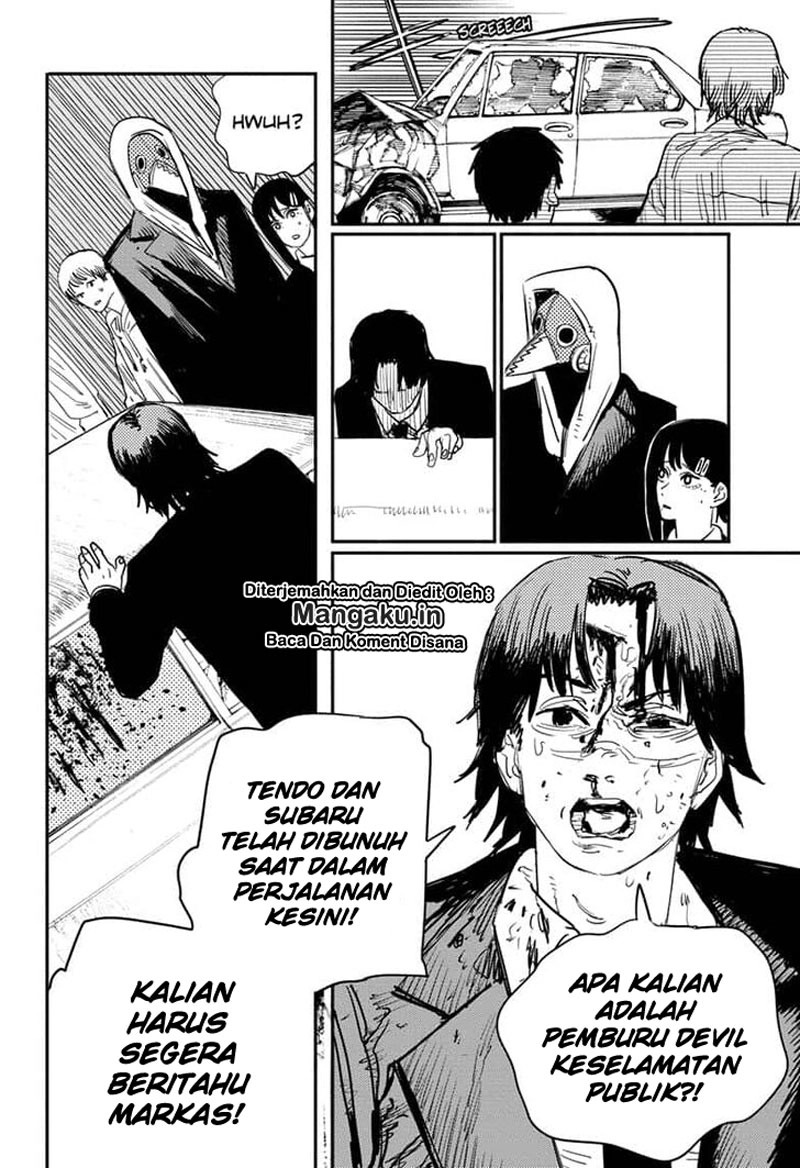 SCREEECH
HWUH?
Diterjemahkan dan Diedit Oleh:
Mangaku.in
Baca Dan Koment Disana
APA KALIAN
ADALAH
PEMBURU DEVIL
KESELAMATAN
PUBLIK?!
TENDO DAN
SUBARU
TELAH DIBUNUH
SAAT DALAM
PERJALANAN
KESINI!
KALIAN
HARUS
SEGERA
BERITAHU
MARKAS!